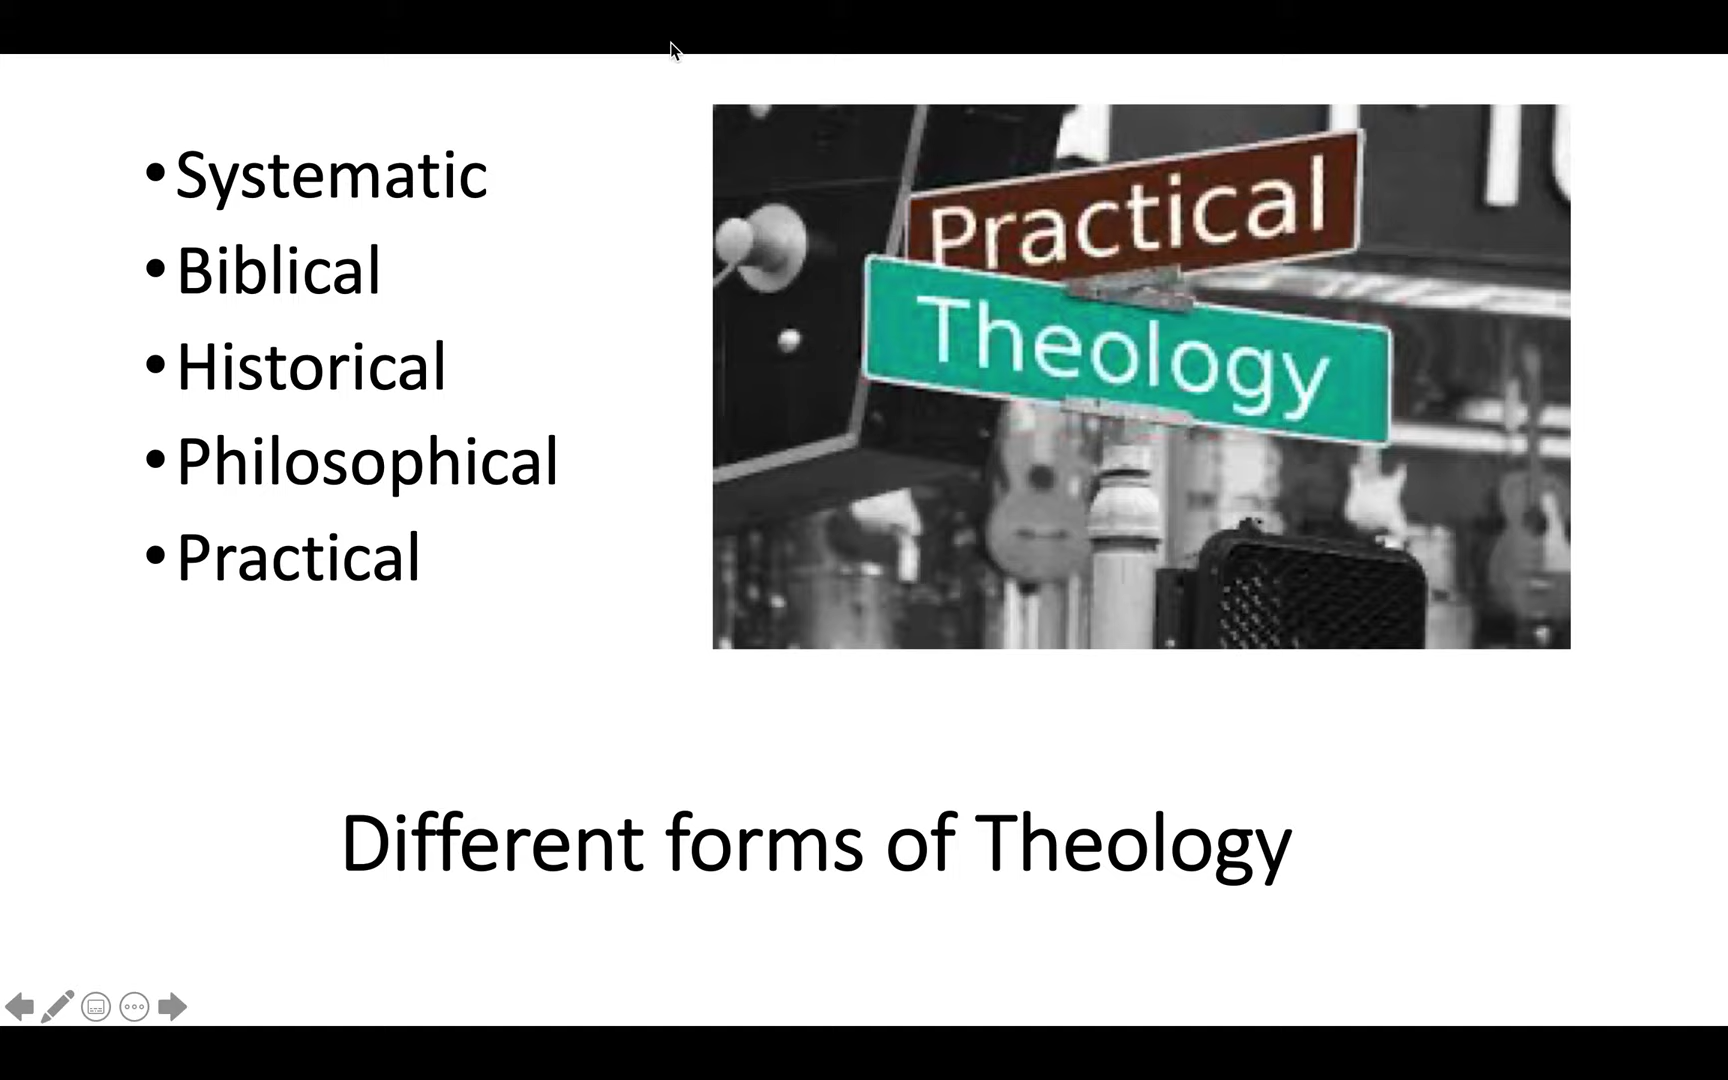 • Systematic
• Biblical
• Historical
• Philosophical
• Practical
Practical
Theology
Different forms of Theology